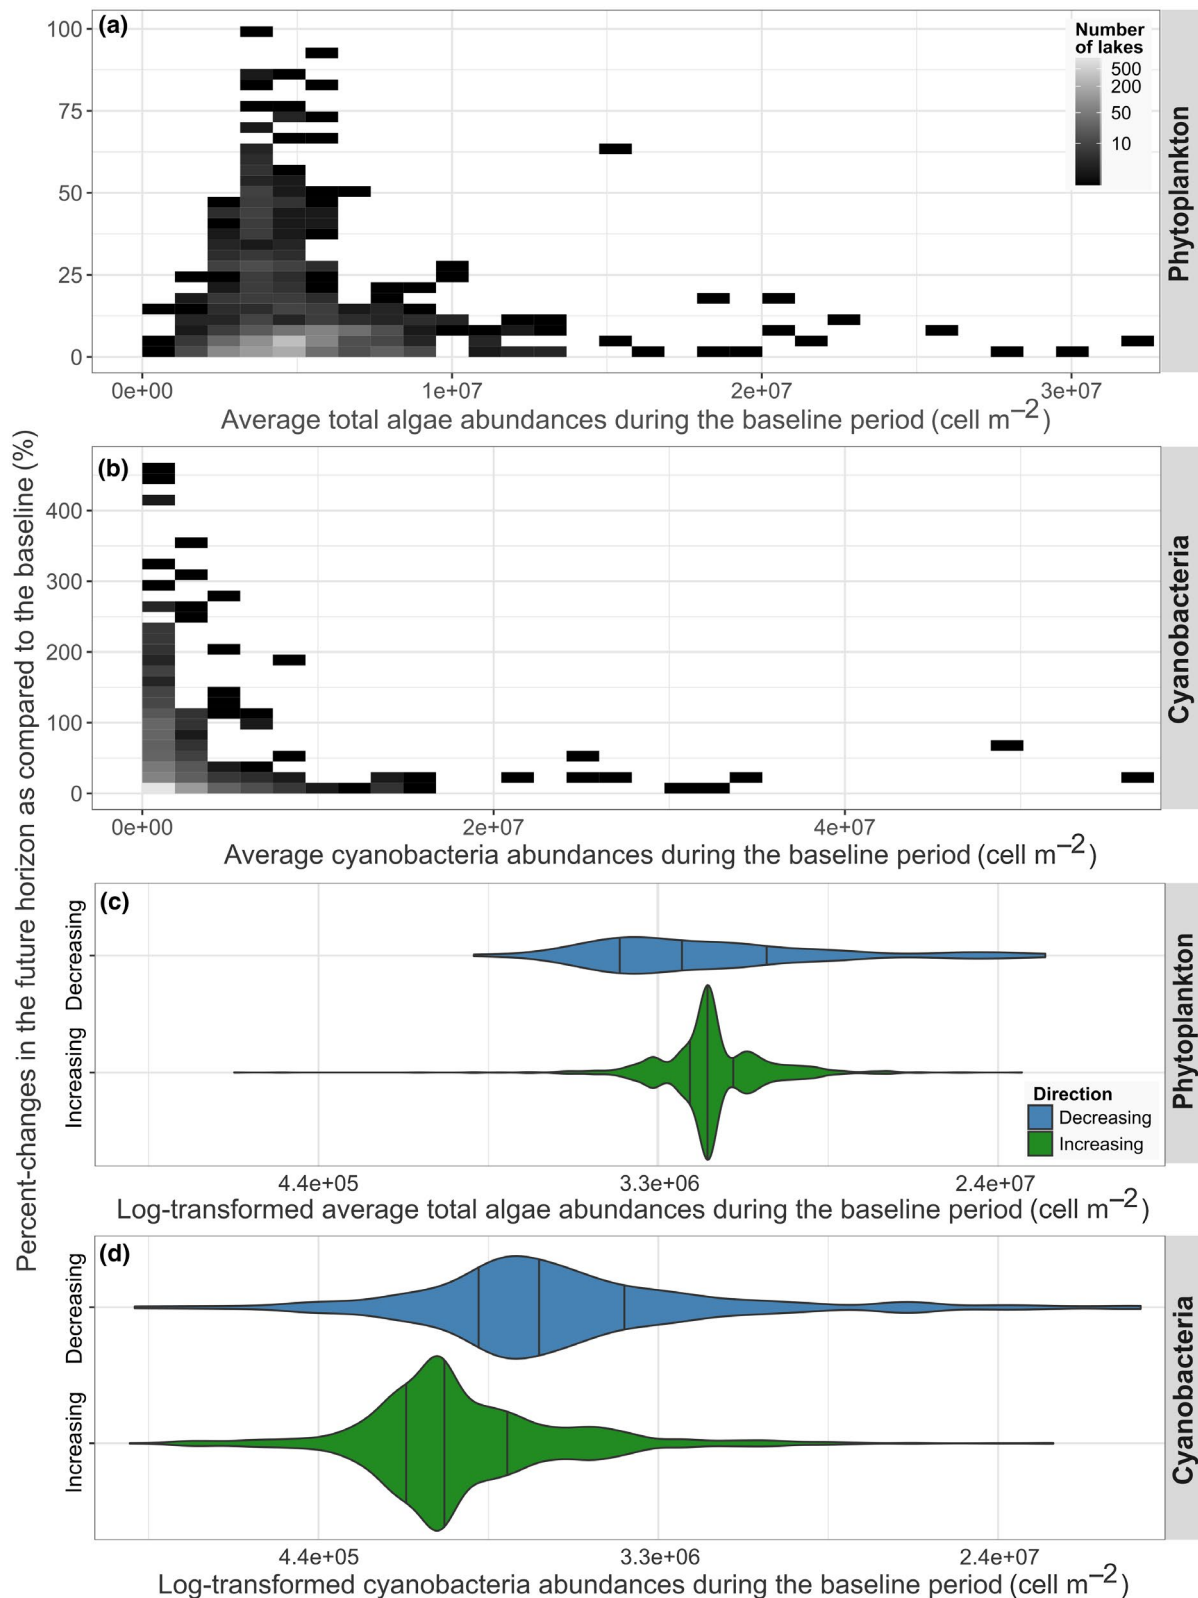 Percent-changes in the future horizon as compared to the baseline (%)
(a)
100
75
50
25
0
Number
of lakes
500
200
50
10
Phytoplankton
0e+00
1e+07
2e+07
3e+07
Average total algae abundances during the baseline period (cell m−2)
(b)
400
300
200
100
0
Cyanobacteria
0e+00
2e+07
4e+07
Average cyanobacteria abundances during the baseline period (cell m−2)
(c)
Decreasing
Increasing
Direction
Decreasing
Increasing
Phytoplankton
4.4e+05
3.3e+06
2.4e+07
Log-transformed average total algae abundances during the baseline period (cell m−2)
(d)
Decreasing
Increasing
Cyanobacteria
4.4e+05
3.3e+06
2.4e+07
Log-transformed cyanobacteria abundances during the baseline period (cell m−2)